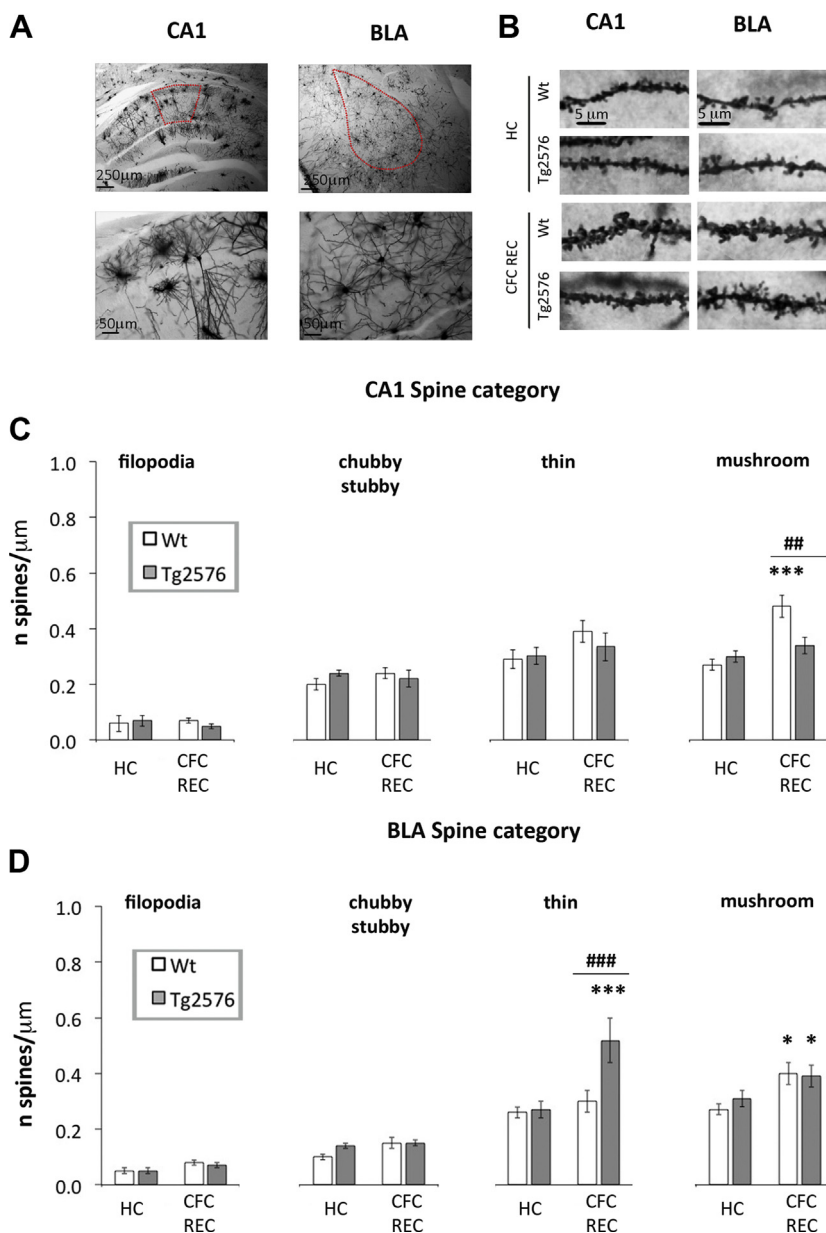 A
CA1
BLA
250μm
250μm
50μm
50μm
B
CA1
BLA
HC
Wt
5 μm
5 μm
Tg2576
CFC REC
Wt
Tg2576
CA1 Spine category
C
filopodia
chubby
stubby
thin
mushroom
n spines/μm
1.0
0.8
0.6
0.4
0.2
0.0
Wt
Tg2576
##
***
HC
CFC
REC
HC
CFC
REC
HC
CFC
REC
HC
CFC
REC
BLA Spine category
D
filopodia
chubby
stubby
thin
mushroom
n spines/μm
1.0
0.8
0.6
0.4
0.2
0.0
Wt
Tg2576
###
***
* *
HC
CFC
REC
HC
CFC
REC
HC
CFC
REC
HC
CFC
REC